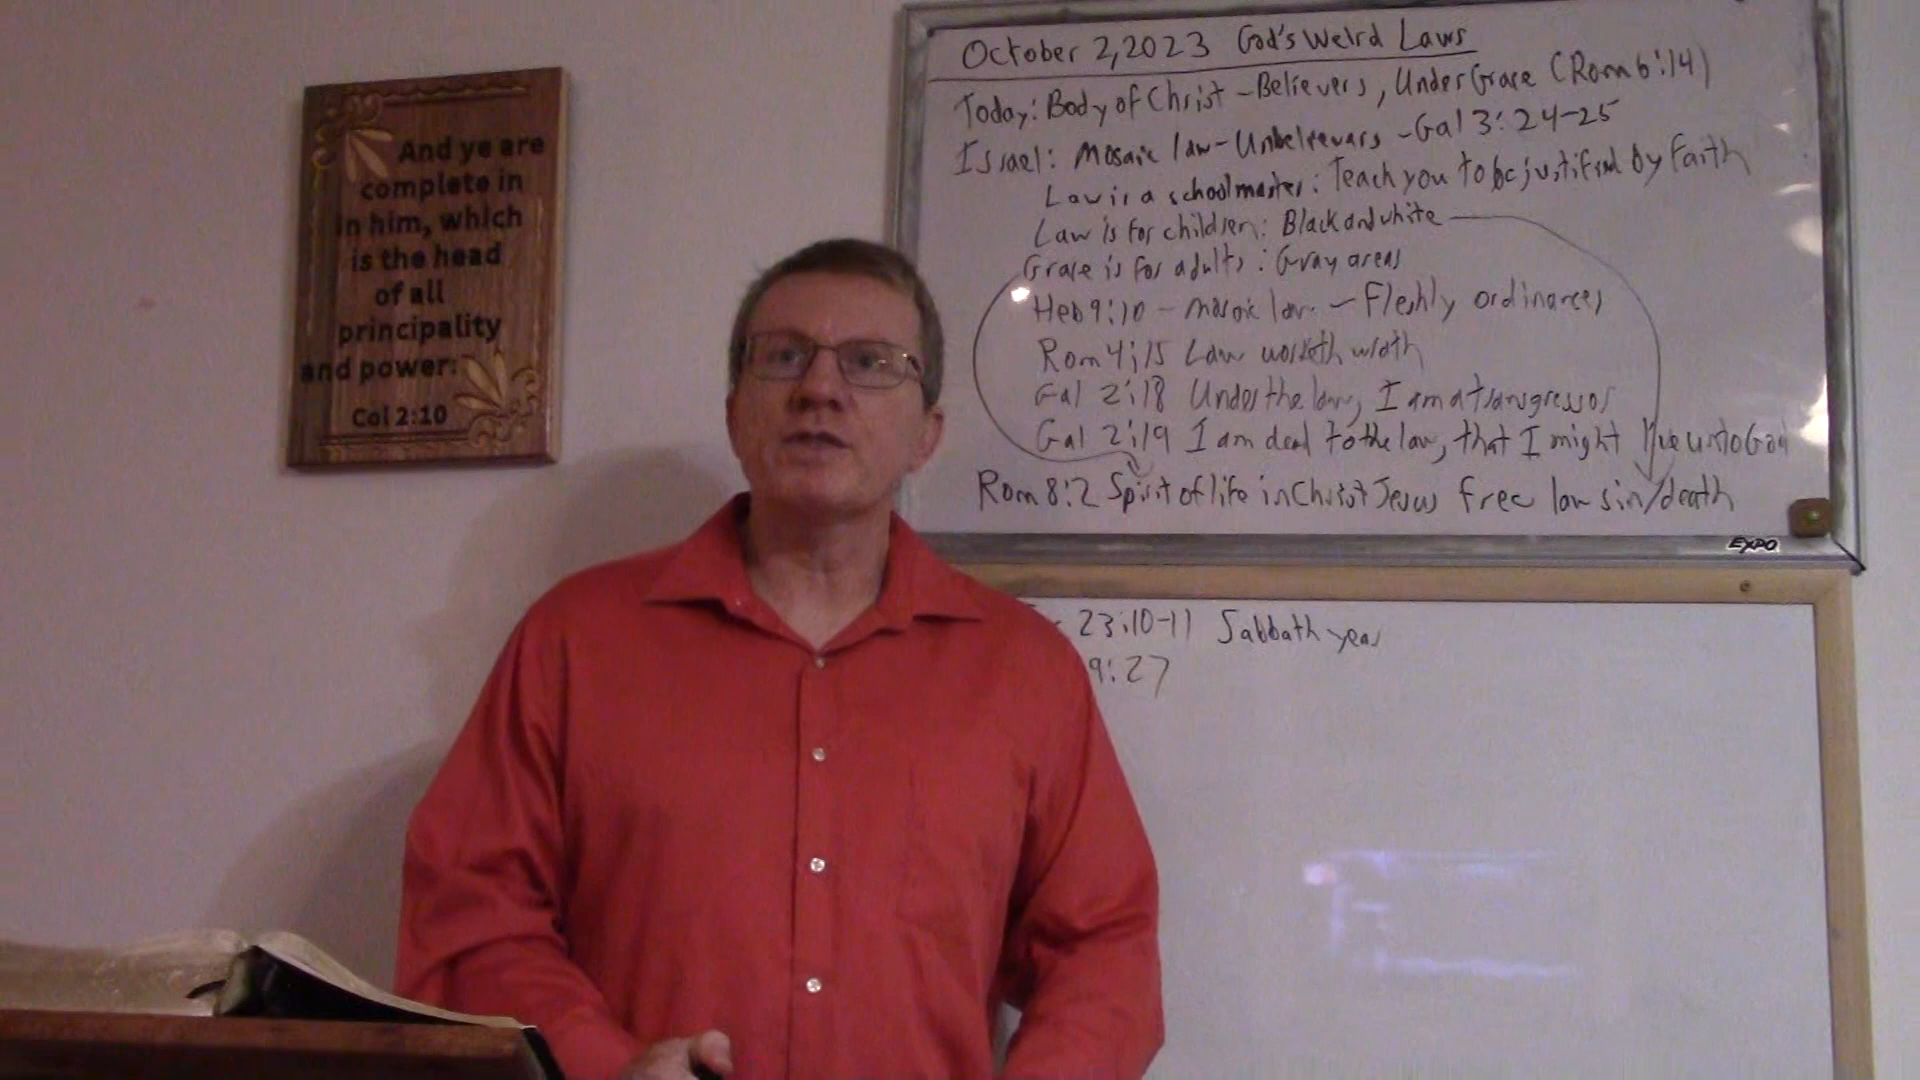 And ye are
complete in
in him, which
is the head
of all
principality
and power:
Col 2:10
October 2, 2023 God's Weird Laws
Today: Body of Christ - Believers, Under Grace (Rom 6:14)
Israel: Mosaic law - Unbelievers - Gal 3:24-25
Law is a schoolmaster: Teach you to be justified by faith
Law is for children: Black and white
Grace is for adults: Gray areas
Heb 9:10 - Mosaic law - Fleshly ordinances
Rom 4:15 Law worketh wrath
Gal 2:18 Under the law, I am a transgressor
Gal 2:19 I am dead to the law, that I might live unto God
Rom 8:2 Spirit of life in Christ Jesus free law sin/death
EXPO
23:10-11 Sabbath year
9:27